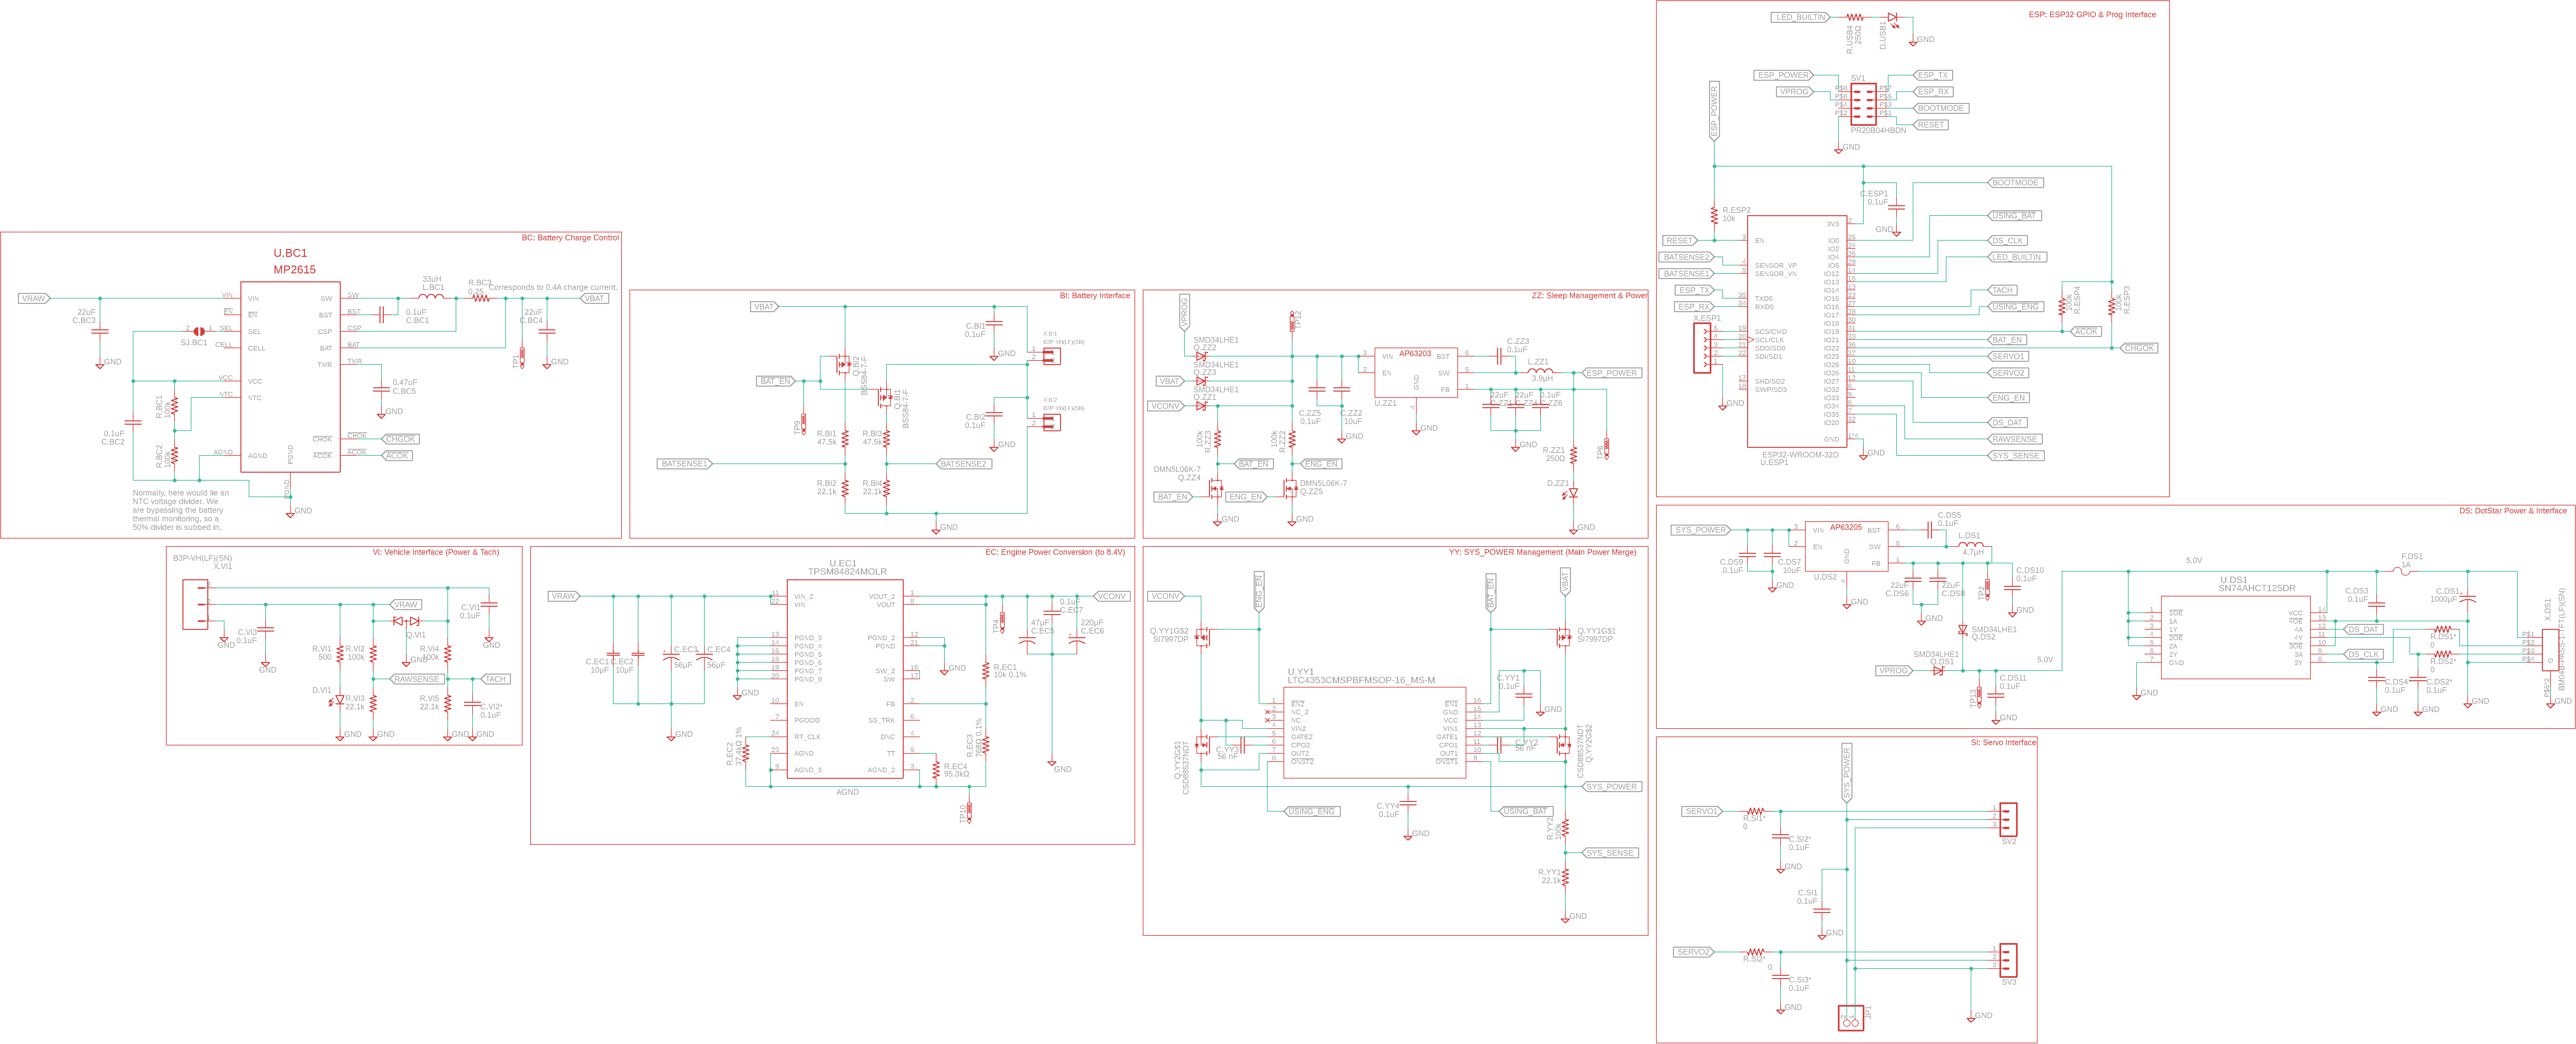 ESP: ESP32 GPIO & Prog Interface
LED_BUILTIN
R.USB4
250Ω
D.USB1
GND
ESP_POWER
VPROG
SV1
ESP_TX
ESP_RX
BOOTMODE
RESET
PR20B04HBDN
GND
ESP_POWER
C.ESP1
0.1uF
GND
R.ESP2
10k
RESET
BATSENSE2
BATSENSE1
ESP_TX
ESP_RX
X.ESP1
GND
EN
SENSOR_VP
SENSOR_VN
TXD0
RXD0
SCS/CMD
SCL/CLK
SDO/SD0
SDI/SD1
SHD/SD2
SWP/SD3
3V3
IO0
IO2
IO4
IO5
IO12
IO13
IO14
IO15
IO16
IO17
IO18
IO19
IO21
IO22
IO23
IO25
IO26
IO27
IO32
IO33
IO34
IO35
IO20
GND
ESP32-WROOM-32D
U.ESP1
GND
BOOTMODE
USING_BAT
DS_CLK
LED_BUILTIN
TACH
USING_ENG
ACOK
BAT_EN
CHGOK
SERVO1
SERVO2
ENG_EN
DS_DAT
RAWSENSE
SYS_SENSE
100k
R.ESP4
100k
R.ESP3
BC: Battery Charge Control
U.BC1
MP2615
VRAW
22uF
C.BC3
GND
SJ.BC1
VIN
EN
SEL
CELL
VCC
NTC
AGND
PGND
SW
BST
CSP
BAT
TMR
CHOK
ACOK
33uH
L.BC1
R.BC3
0.25
Corresponds to 0.4A charge current.
0.1uF
C.BC1
22uF
C.BC4
VBAT
TP1
GND
0.47uF
C.BC5
GND
CHGOK
ACOK
R.BC1
100k
R.BC2
100k
0.1uF
C.BC2
GND
Normally, here would lie an
NTC voltage divider. We
are bypassing the battery
thermal monitoring, so a
50% divider is subbed in.
BI: Battery Interface
VBAT
C.BI1
0.1uF
GND
X.BI1
B2P-VH(LF)(SN)
Q.BI2
BSS84-7-F
BAT_EN
Q.BI1
BSS84-7-F
TP9
X.BI2
B2P-VH(LF)(SN)
C.BI2
0.1uF
GND
R.BI1
47.5k
R.BI3
47.5k
BATSENSE1
BATSENSE2
R.BI2
22.1k
R.BI4
22.1k
GND
ZZ: Sleep Management & Power
VPROG
TP12
SMD34LHE1
Q.ZZ2
SMD34LHE1
Q.ZZ3
SMD34LHE1
Q.ZZ1
VBAT
VCONV
AP63203
VIN
EN
GND
BST
SW
FB
U.ZZ1
GND
C.ZZ3
0.1uF
L.ZZ1
3.9µH
ESP_POWER
C.ZZ5
0.1uF
C.ZZ2
10uF
GND
22uF
22uF
0.1uF
C.ZZ6
GND
100k
R.ZZ3
100k
R.ZZ2
BAT_EN
ENG_EN
DMN5L06K-7
Q.ZZ4
DMN5L06K-7
Q.ZZ5
BAT_EN
ENG_EN
GND
GND
R.ZZ1
250Ω
TP6
D.ZZ1
GND
VI: Vehicle Interface (Power & Tach)
B3P-VH(LF)(SN)
X.VI1
GND
C.VI3
0.1uF
GND
VRAW
C.VI1
0.1uF
GND
Q.VI1
GND
R.VI1
500
R.VI2
100k
R.VI4
100k
RAWSENSE
TACH
D.VI1
R.VI3
22.1k
R.VI5
22.1k
C.VI2*
0.1uF
GND
GND
GND
GND
EC: Engine Power Conversion (to 8.4V)
U.EC1
TPSM84824MOLR
VRAW
C.EC1
10µF
C.EC2
10µF
C.EC3
56µF
C.EC4
56µF
GND
VIN_2
VIN
PGND_3
PGND_4
PGND_5
PGND_6
PGND_7
PGND_8
EN
PGOOD
RT_CLK
AGND
AGND_3
VOUT_2
VOUT
PGND_2
PGND
SW_2
SW
FB
SS_TRK
DNC
TT
AGND_2
GND
GND
R.EC2
37.4kΩ 1%
R.EC4
95.3kΩ
R.EC1
10k 0.1%
R.EC3
768Ω 0.1%
TP4
47µF
C.EC5
0.1uF
C.EC7
220µF
C.EC6
VCONV
GND
AGND
TP10
YY: SYS_POWER Management (Main Power Merge)
VCONV
ENG_EN
BAT_EN
VBAT
Q.YY1G$2
SI7997DP
Q.YY1G$1
SI7997DP
U.YY1
LTC4353CMSPBFMSOP-16_MS-M
EN2
NC_2
NC
VIN2
GATE2
CPO2
OUT2
ONST2
EN1
GND
VCC
VIN1
GATE1
CPO1
OUT1
ONST1
C.YY1
0.1uF
GND
C.YY3
56 nF
C.YY2
56 nF
Q.YY2G$1
CSD88537NDT
CSD88537NDT
Q.YY2G$2
USING_ENG
USING_BAT
SYS_POWER
C.YY4
0.1uF
GND
R.YY2
100k
SYS_SENSE
R.YY1
22.1k
GND
DS: DotStar Power & Interface
SYS_POWER
C.DS9
0.1uF
C.DS7
10uF
GND
AP63205
VIN
EN
GND
BST
SW
FB
U.DS2
GND
C.DS5
0.1uF
L.DS1
4.7µH
22uF
C.DS6
22uF
C.DS8
GND
TP2
C.DS10
0.1uF
GND
SMD34LHE1
Q.DS2
SMD34LHE1
Q.DS1
VPROG
5.0V
TP13
C.DS11
0.1uF
GND
5.0V
U.DS1
SN74AHCT125DR
1OE
1A
1Y
2OE
2A
2Y
GND
VCC
4OE
4A
4Y
3OE
3A
3Y
GND
F.DS1
1A
C.DS3
0.1uF
C.DS1
1000µF
DS_DAT
DS_CLK
R.DS1*
0
R.DS2*
0
C.DS4
0.1uF
C.DS2*
0.1uF
GND
GND
GND
GND
X.DS1
BM04B-PASS-1-TFT(LF)(SN)
SI: Servo Interface
SYS_POWER
SERVO1
R.SI1*
0
C.SI2*
0.1uF
GND
SV2
C.SI1
0.1uF
GND
SERVO2
R.SI2*
0
C.SI3*
0.1uF
GND
SV3
GND
JP1